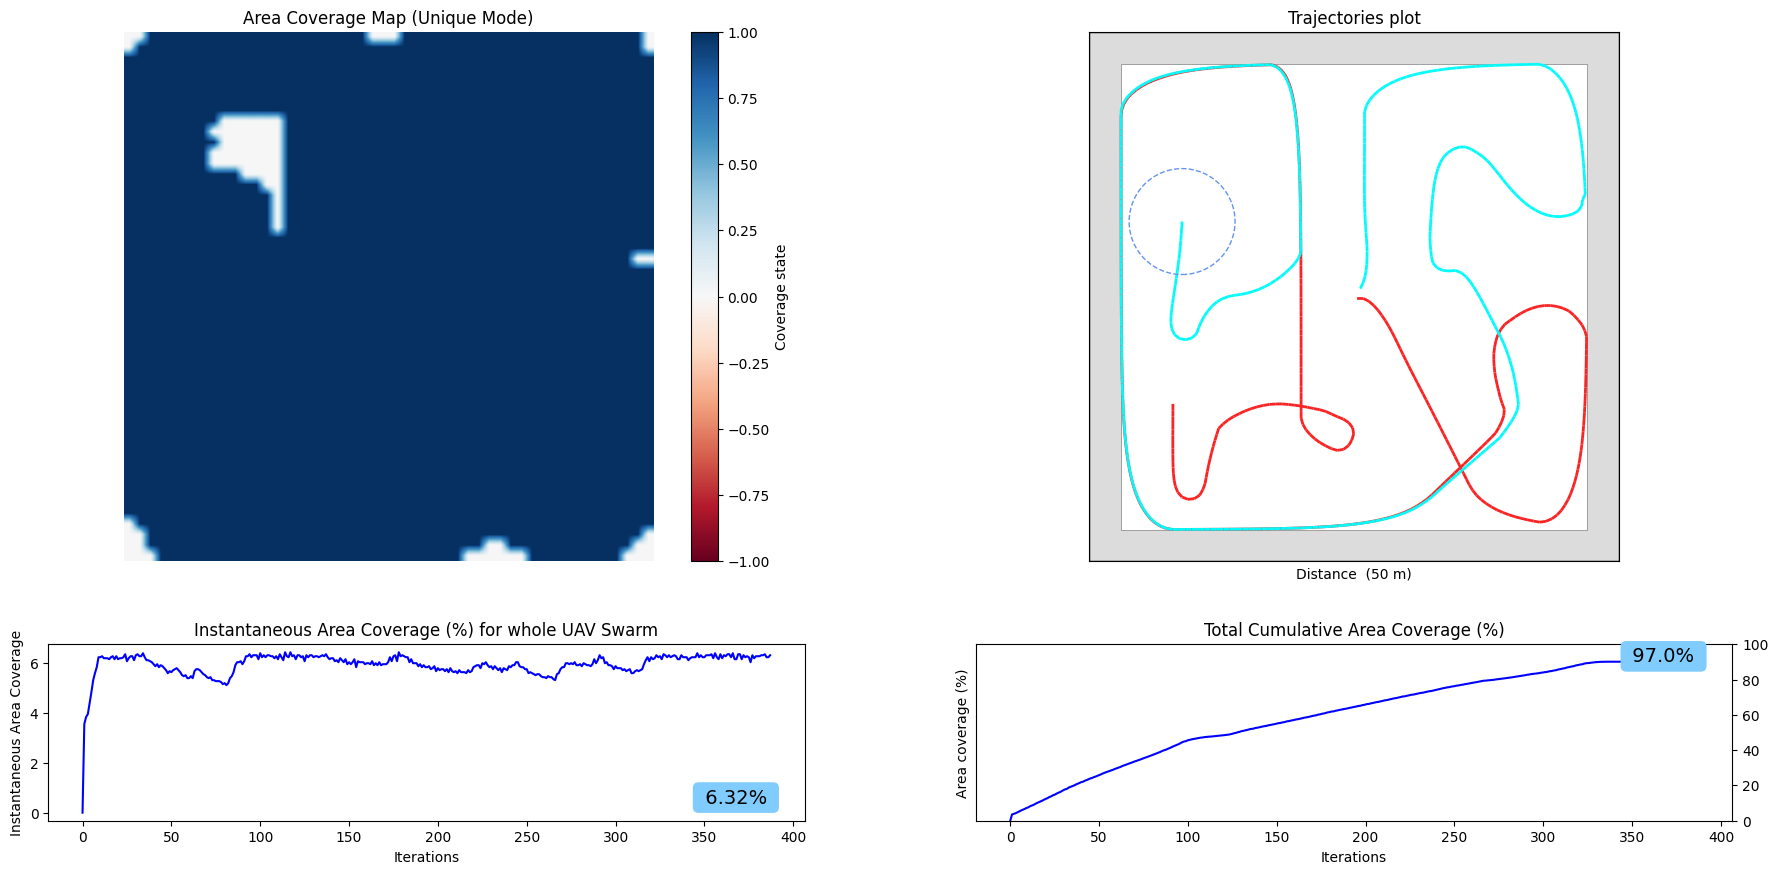 Area Coverage Map (Unique Mode)
1.00
0.75
0.50
0.25
0.00
−0.25
−0.50
−0.75
−1.00
Coverage state
Trajectories plot
Distance  (50 m)
Instantaneous Area Coverage (%) for whole UAV Swarm
Instantaneous Area Coverage
6
4
2
0
6.32%
0 50 100 150 200 250 300 350 400
Iterations
Total Cumulative Area Coverage (%)
Area coverage (%)
97.0%
100
80
60
40
20
0
0 50 100 150 200 250 300 350 400
Iterations